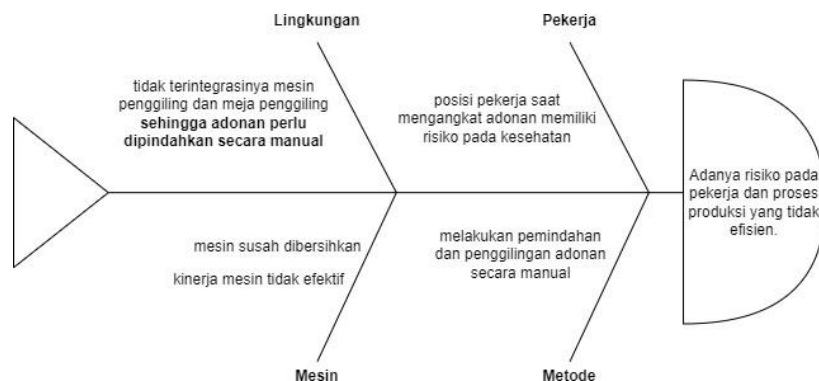 Lingkungan
Pekerja
tidak terintegrasinya mesin
penggiling dan meja penggiling
sehingga adonan perlu
dipindahkan secara manual
posisi pekerja saat
mengangkat adonan memiliki
risiko pada kesehatan
Adanya risiko pada
pekerja dan proses
produksi yang tidak
efisien.
mesin susah dibersihkan
kinerja mesin tidak efektif
melakukan pemindahan
dan penggilingan adonan
secara manual
Mesin
Metode